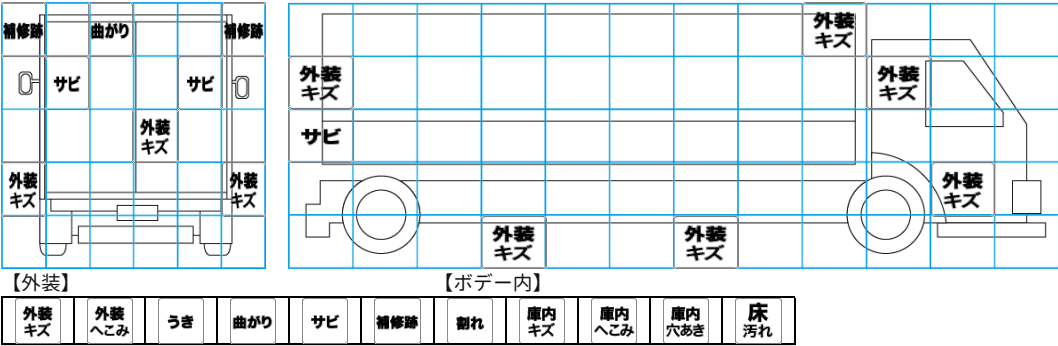 補修跡 曲がり 補修跡
サビ サビ
外装
キズ
外装
キズ
外装
キズ
外装
キズ
外装
キズ
外装
キズ
サビ
外装
キズ
外装
キズ
外装
キズ
【外装】 【ボデー内】
外装
キズ
外装
へこみ
うき
曲がり
サビ
補修跡
割れ
庫内
キズ
庫内
へこみ
庫内
穴あき
床
汚れ